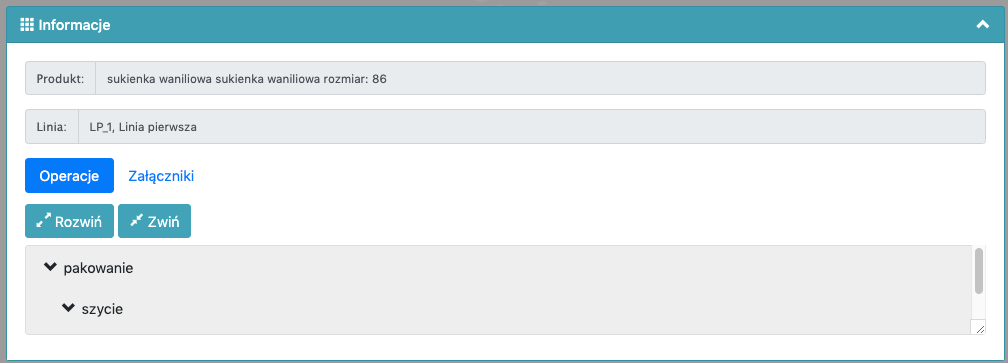 Informacje
Produkt: sukienka waniliowa sukienka waniliowa rozmiar: 86
Linia: LP_1, Linia pierwsza
Operacje Załączniki
Rozwiń Zwiń
pakowanie
szycie